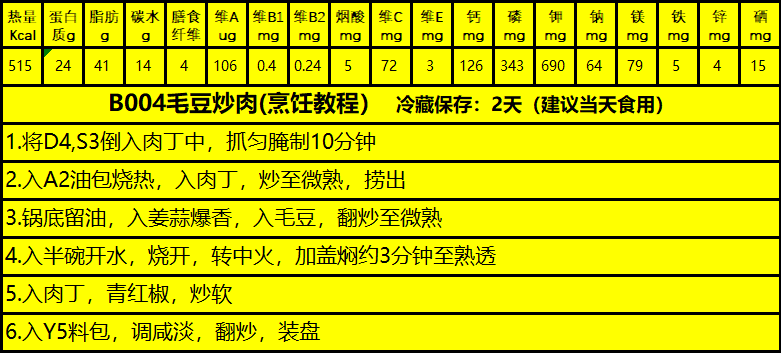 热量 蛋白 脂肪 碳水 膳食 维A 维B1 维B2 烟酸 维C 维E 钙 磷 钾 钠 镁 铁 锌 硒
Kcal 质g g g 纤维 ug mg mg mg mg mg mg mg mg mg mg mg mg mg
515 24 41 14 4 106 0.4 0.24 5 72 3 126 343 690 64 79 5 4 15
B004毛豆炒肉(烹饪教程） 冷藏保存：2天（建议当天食用）
1.将D4,S3倒入肉丁中，抓匀腌制10分钟
2.入A2油包烧热，入肉丁，炒至微熟，捞出
3.锅底留油，入姜蒜爆香，入毛豆，翻炒至微熟
4.入半碗开水，烧开，转中火，加盖焖约3分钟至熟透
5.入肉丁，青红椒，炒软
6.入Y5料包，调咸淡，翻炒，装盘